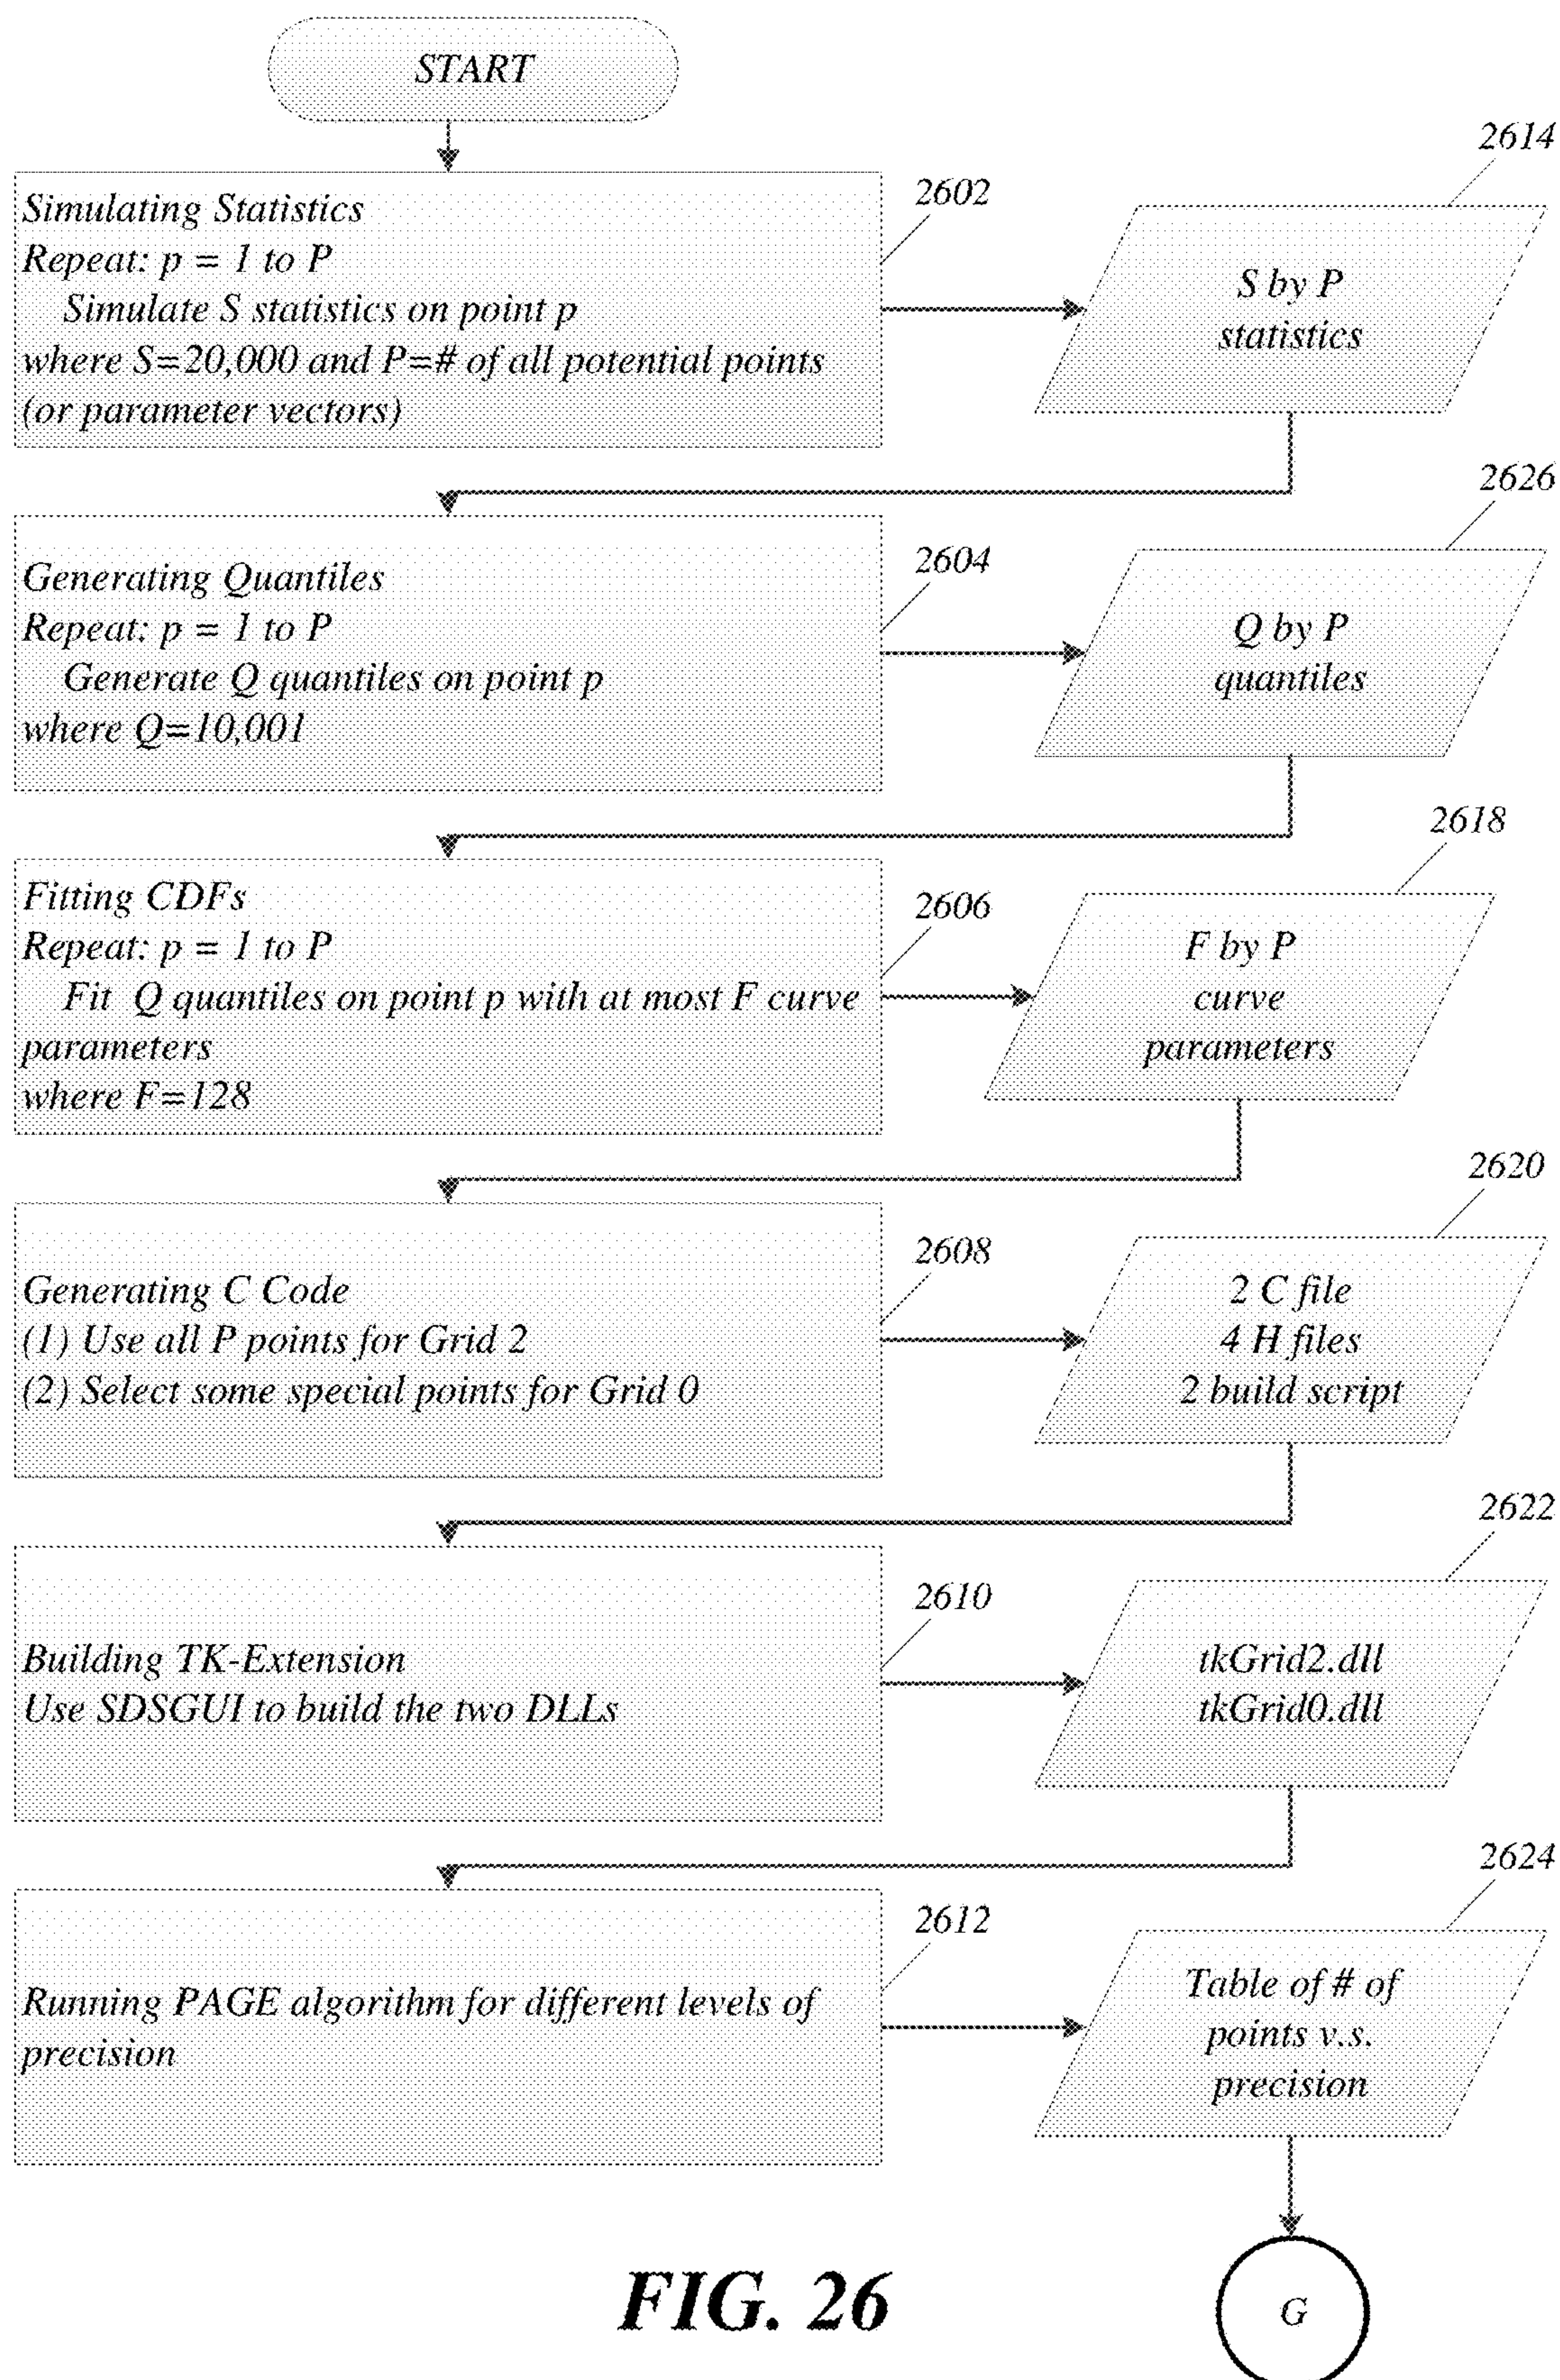 START
2614
2602
Simulating Statistics
Repeat: p = 1 to P
Simulate S statistics on point p
where S=20,000 and P=# of all potential points
(or parameter vectors)
S by P
statistics
2626
2604
Generating Quantiles
Repeat: p = 1 to P
Generate Q quantiles on point p
where Q=10,001
Q by P
quantiles
2618
2606
Fitting CDFs
Repeat: p = 1 to P
Fit Q quantiles on point p with at most F curve
parameters
where F=128
F by P
curve
parameters
2620
2608
Generating C Code
(1) Use all P points for Grid 2
(2) Select some special points for Grid 0
2 C file
4 H files
2 build script
2622
2610
Building TK-Extension
Use SDSGUI to build the two DLLs
tkGrid2.dll
tkGrid0.dll
2624
2612
Running PAGE algorithm for different levels of
precision
Table of # of
points v.s.
precision
FIG. 26
G